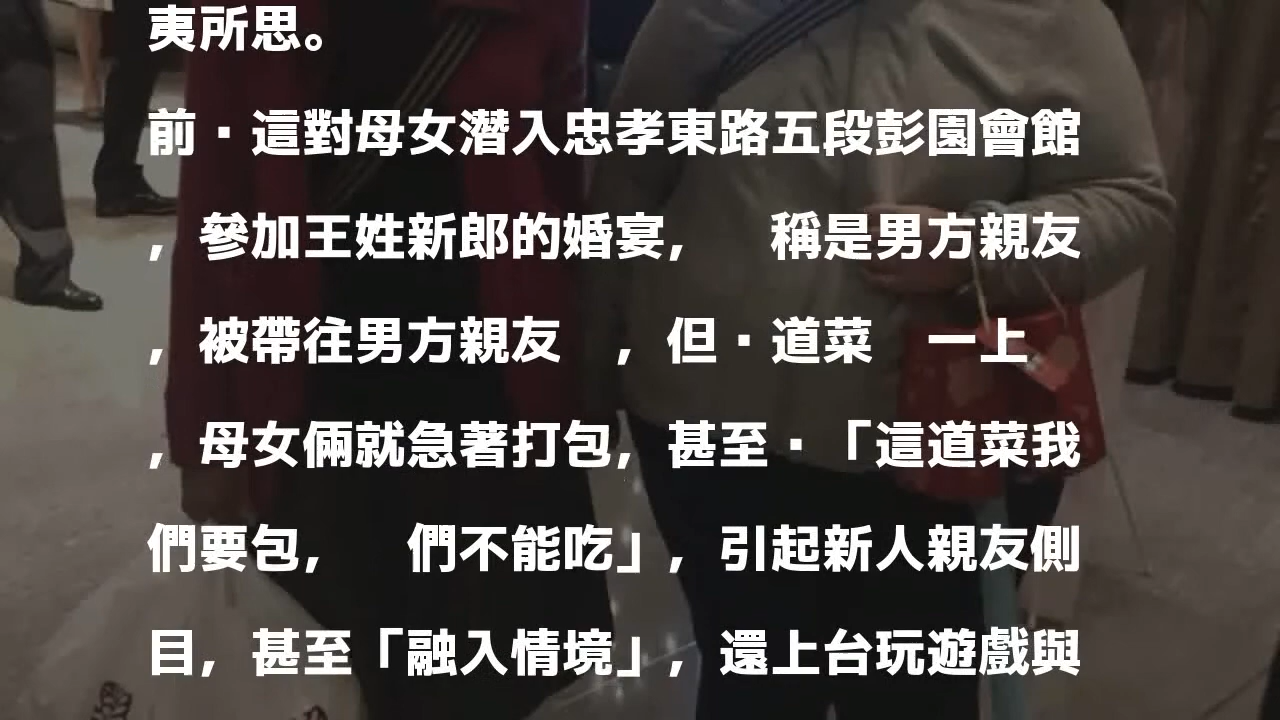 夷所思。
前·這對母女潛入忠孝東路五段彭園會館
，參加王姓新郎的婚宴，　稱是男方親友
，被帶往男方親友　，但·道菜　一上
，母女倆就急著打包，甚至·「這道菜我
們要包，　們不能吃」，引起新人親友側
目，甚至「融入情境」，還上台玩遊戲與